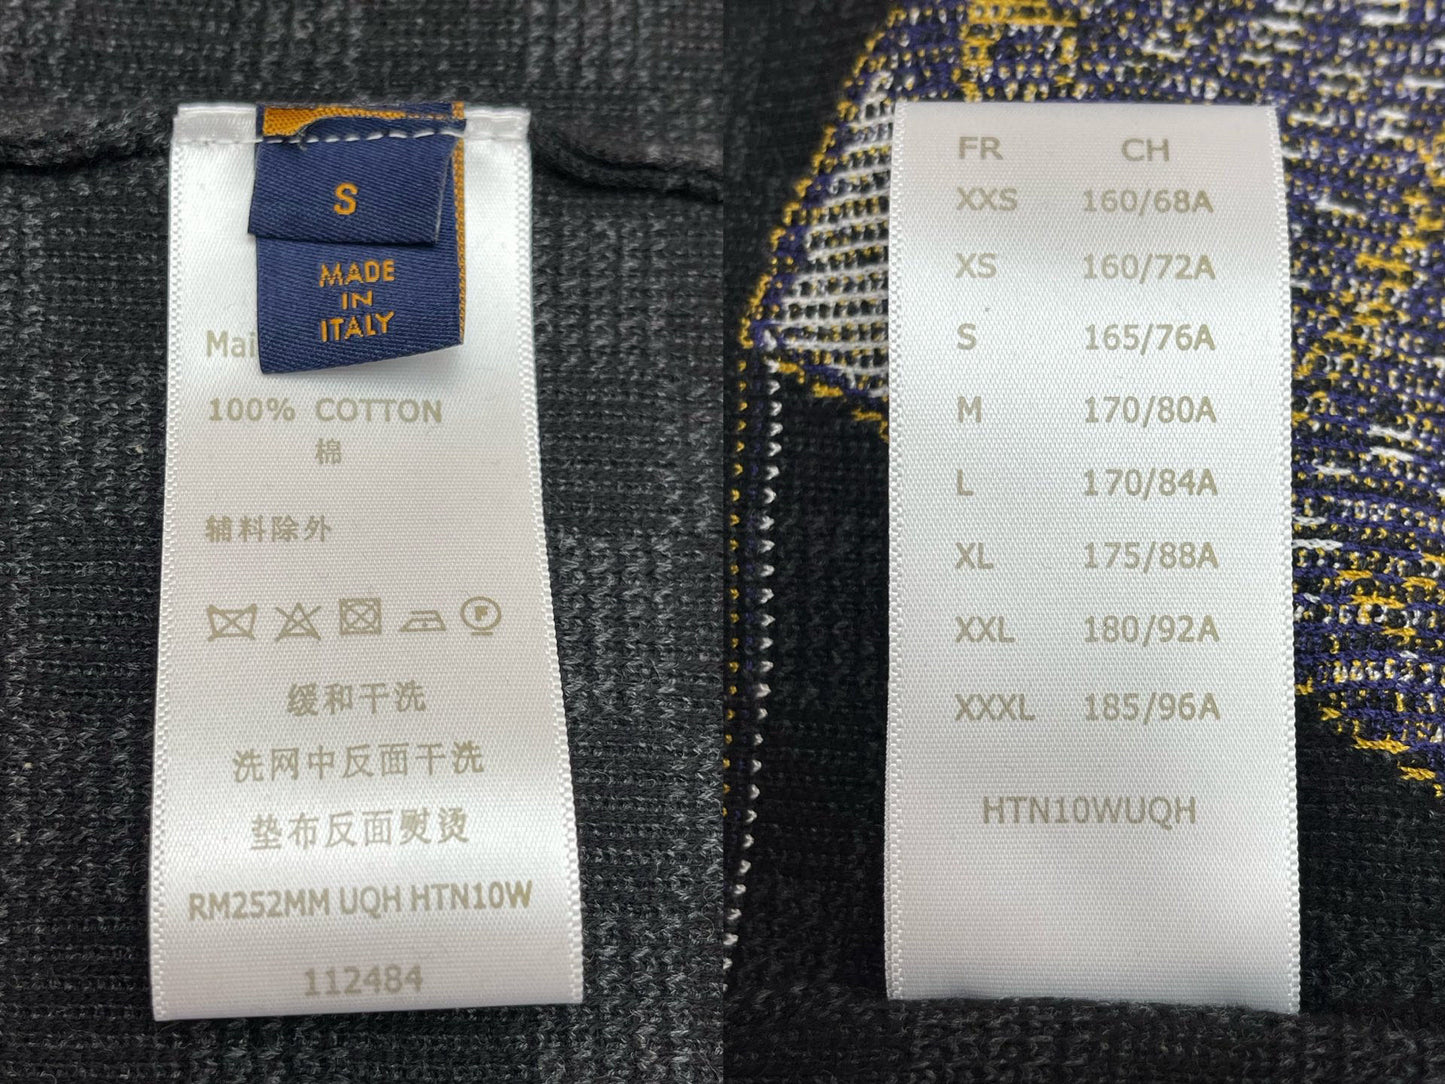 S
MADE
IN
ITALY
Mai
100% COTTON
棉
辅料除外
缓和干洗
洗网中反面干洗
垫布反面熨烫
RM252MM UQH HTN10W
112484
FR CH
XXS 160/68A
XS 160/72A
S 165/76A
M 170/80A
L 170/84A
XL 175/88A
XXL 180/92A
XXXL 185/96A
HTN10WUQH